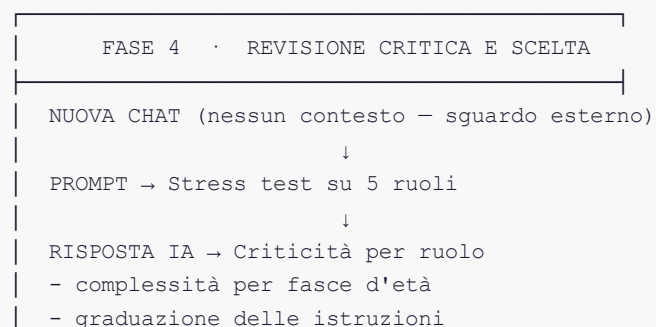 FASE 4 · REVISIONE CRITICA E SCELTA
NUOVA CHAT (nessun contesto — sguardo esterno)
↓
PROMPT → Stress test su 5 ruoli
↓
RISPOSTA IA → Criticità per ruolo
- complessità per fasce d'età
- graduazione delle istruzioni